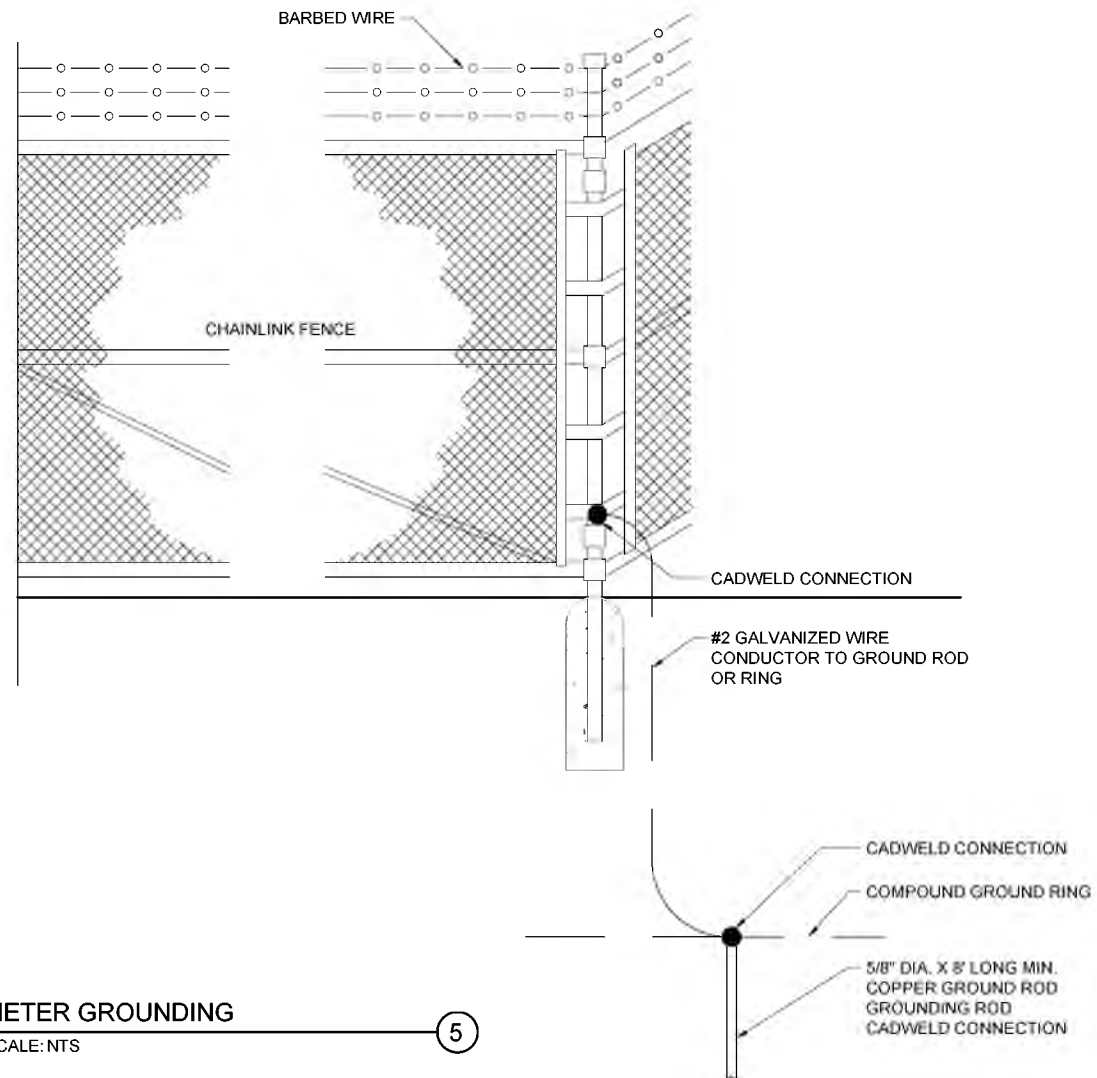 BARBED WIRE
CHAINLINK FENCE
CADWELD CONNECTION
#2 GALVANIZED WIRE
CONDUCTOR TO GROUND ROD
OR RING
CADWELD CONNECTION
COMPOUND GROUND RING
5/8" DIA. X 8' LONG MIN.
COPPER GROUND ROD
GROUNDING ROD
CADWELD CONNECTION
METER GROUNDING
5
CALE: NTS